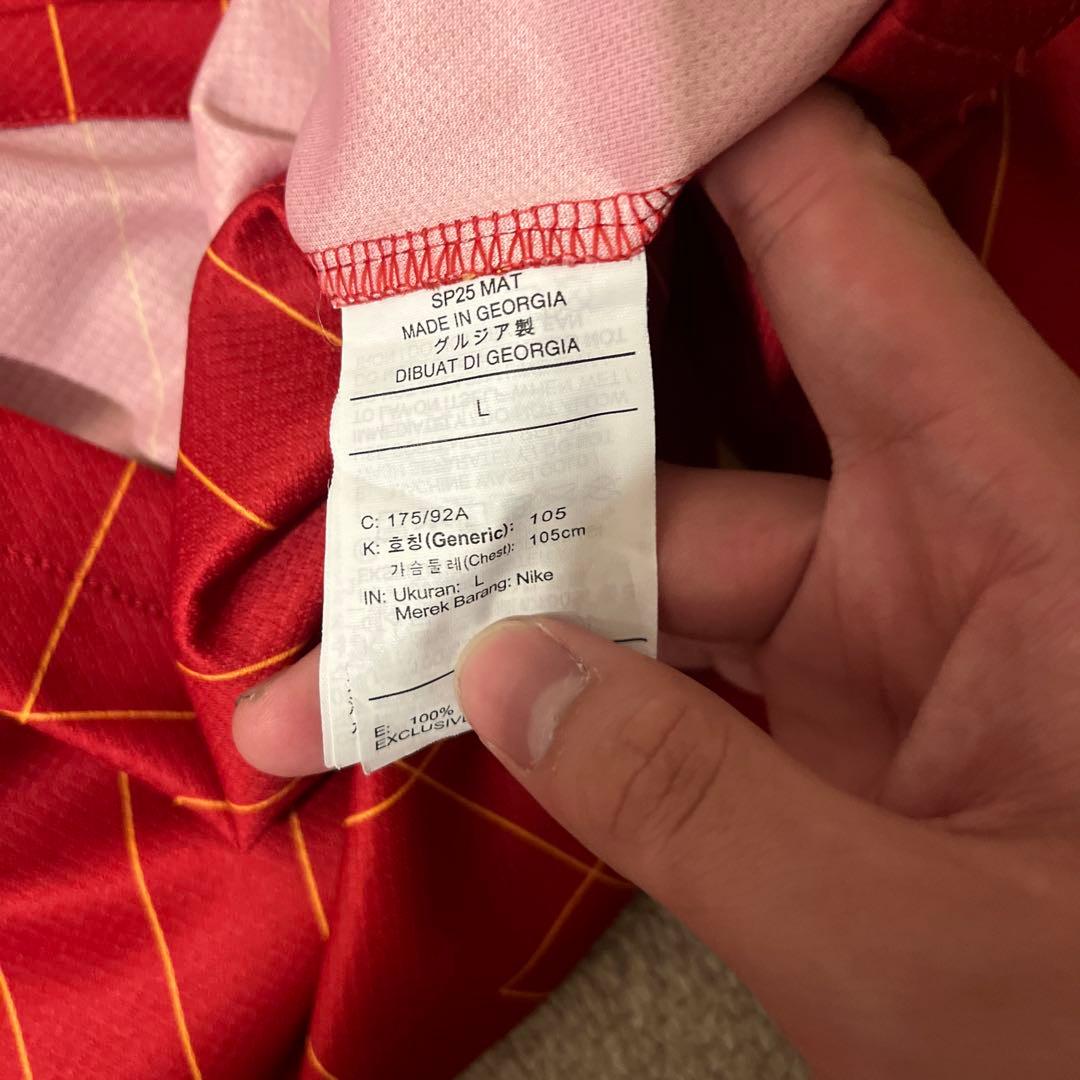 SP25 MAT
MADE IN GEORGIA
グルジア製
DIBUAT DI GEORGIA
L
C: 175/92A
K: 호칭(Generic): 105
가슴둘레(Chest): 105cm
IN: Ukuran: L
Merek Barang: Nike
E: 100%
EXCLUSIVE